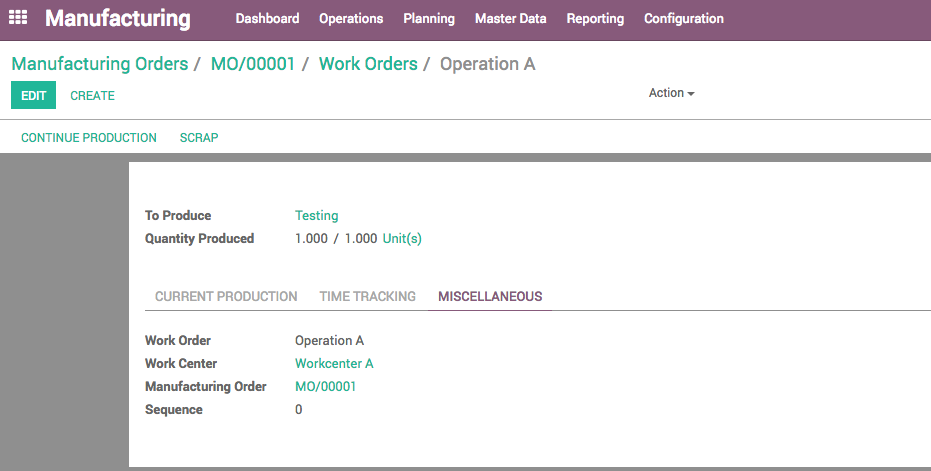 Manufacturing Dashboard Operations Planning Master Data Reporting Configuration
Manufacturing Orders / MO/00001 / Work Orders / Operation A
EDIT CREATE Action
CONTINUE PRODUCTION SCRAP
To Produce Testing
Quantity Produced 1.000 / 1.000 Unit(s)
CURRENT PRODUCTION TIME TRACKING MISCELLANEOUS
Work Order Operation A
Work Center Workcenter A
Manufacturing Order MO/00001
Sequence 0